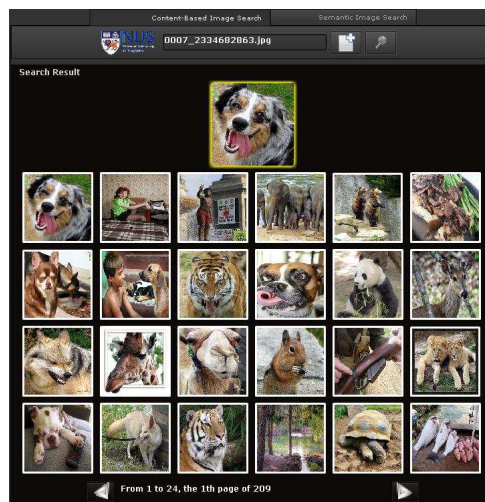 Content-Based Image Search
Semantic Image Search
NUS
0007_2334682863.jpg
Search Result
From 1 to 24, the 1th page of 209